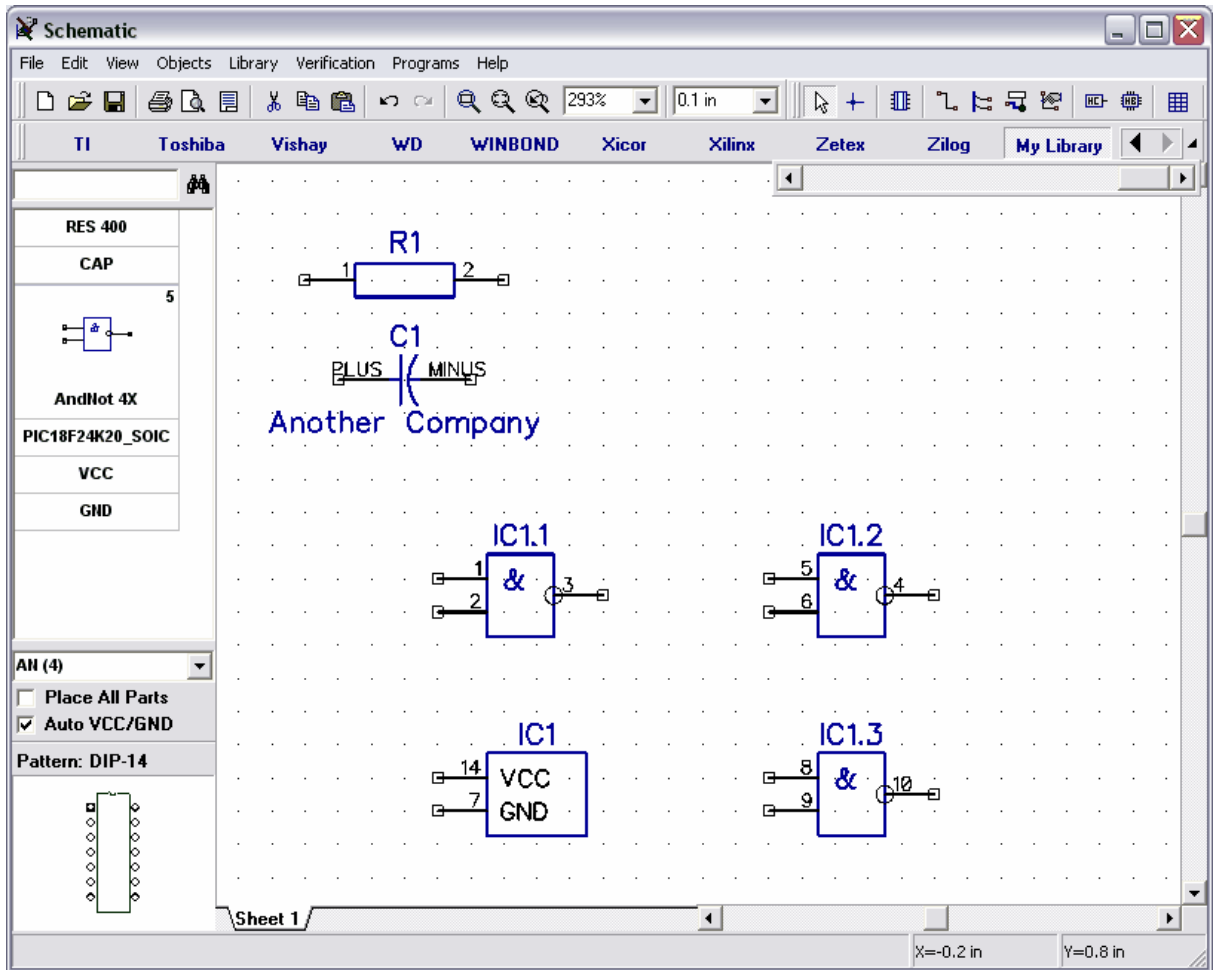 Schematic
File Edit View Objects Library Verification Programs Help
293% 0.1 in
TI Toshiba Vishay WD WINBOND Xicor Xilinx Zetex Zilog My Library
RES 400
CAP
5
&
AndNot 4X
PIC18F24K20_SOIC
VCC
GND
AN (4)
Place All Parts
Auto VCC/GND
Pattern: DIP-14
R1
1 2
C1
PLUS MINUS
Another Company
IC1.1 IC1.2
1 & 3 5 & 4
2 6
IC1 IC1.3
14 VCC 8 & 10
7 GND 9
Sheet 1
X=-0.2 in Y=0.8 in